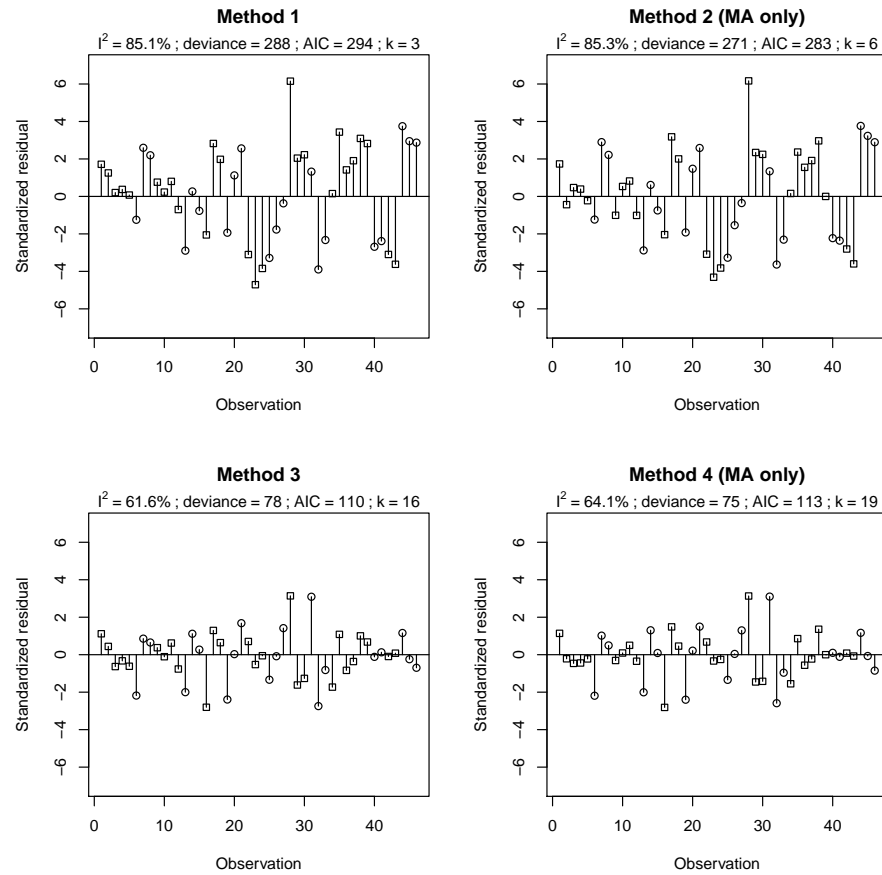 Method 1
I² = 85.1% ; deviance = 288 ; AIC = 294 ; k = 3
Standardized residual
6
4
2
0
−2
−4
−6
0 10 20 30 40
Observation
Method 2 (MA only)
I² = 85.3% ; deviance = 271 ; AIC = 283 ; k = 6
Standardized residual
6
4
2
0
−2
−4
−6
0 10 20 30 40
Observation
Method 3
I² = 61.6% ; deviance = 78 ; AIC = 110 ; k = 16
Standardized residual
6
4
2
0
−2
−4
−6
0 10 20 30 40
Observation
Method 4 (MA only)
I² = 64.1% ; deviance = 75 ; AIC = 113 ; k = 19
Standardized residual
6
4
2
0
−2
−4
−6
0 10 20 30 40
Observation